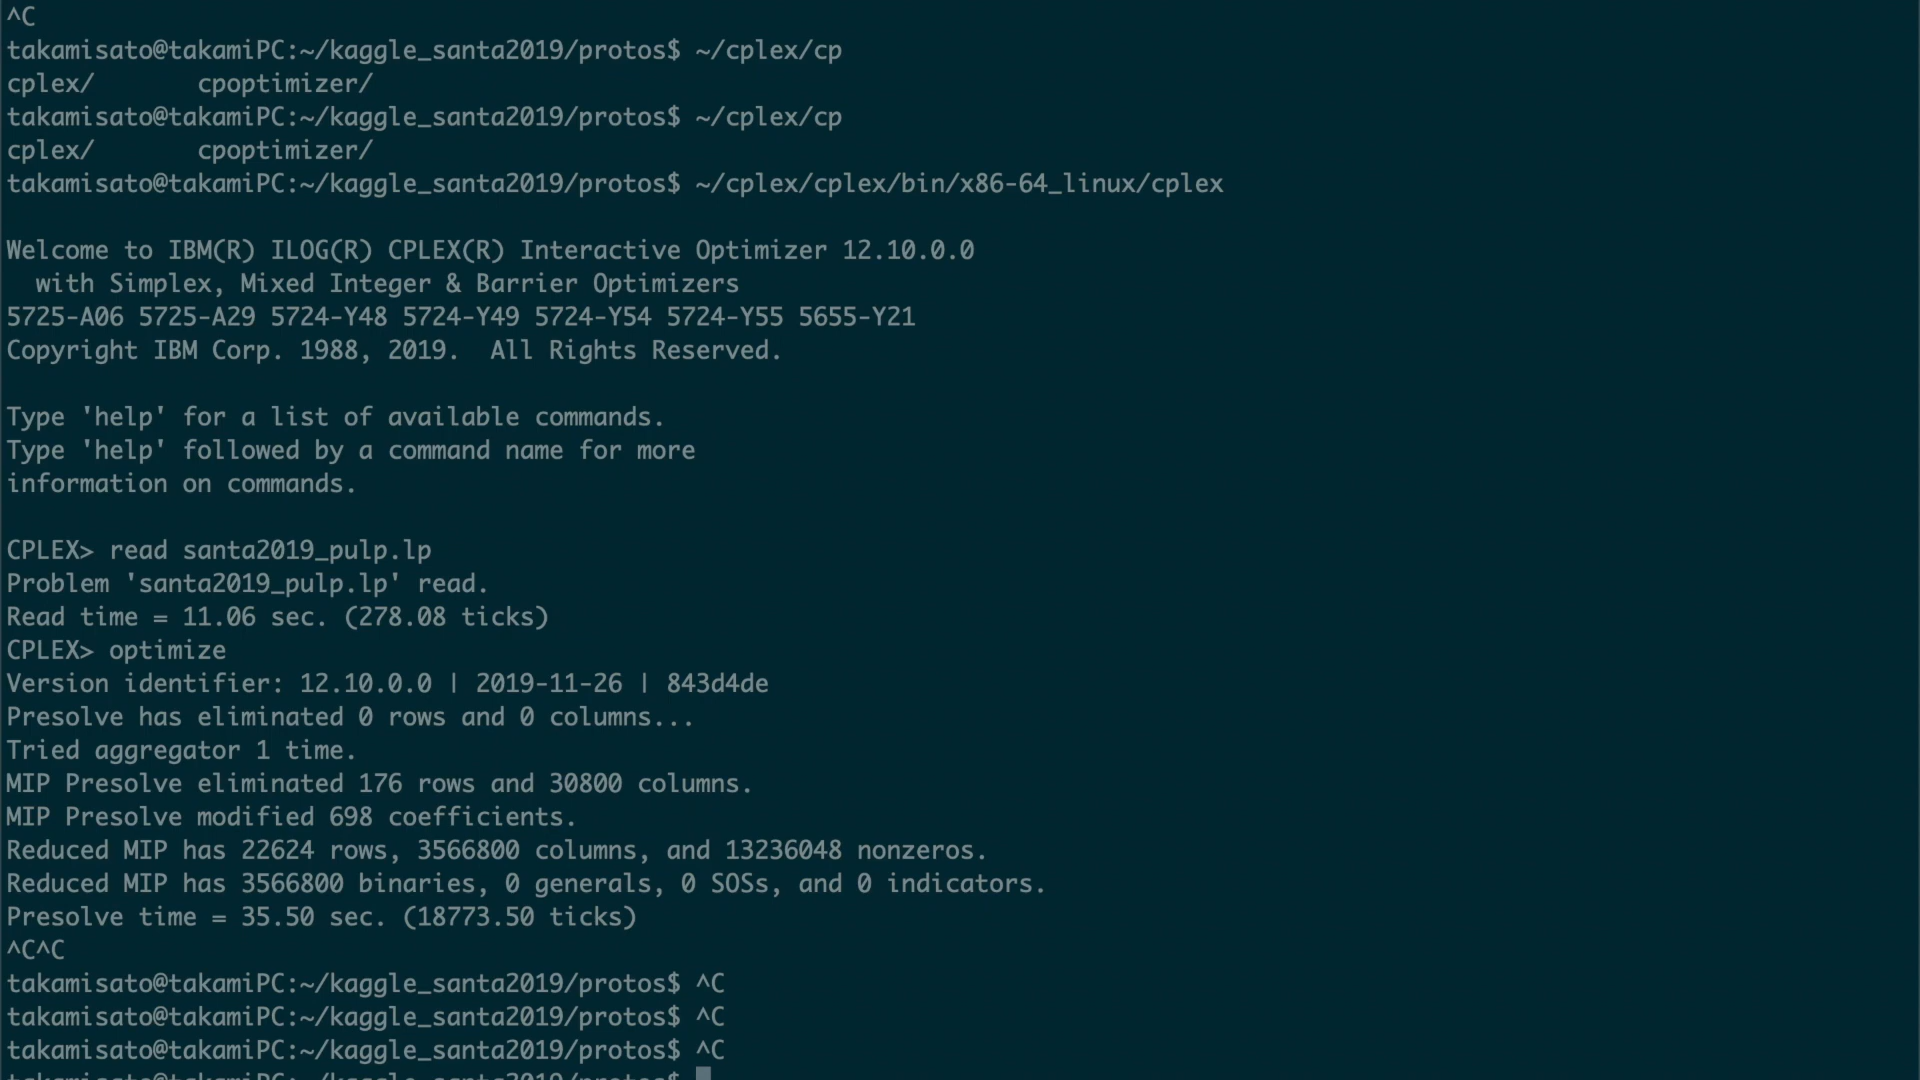 ^C
takamisato@takamiPC:~/kaggle_santa2019/protos$ ~/cplex/cp
cplex/       cpoptimizer/
takamisato@takamiPC:~/kaggle_santa2019/protos$ ~/cplex/cp
cplex/       cpoptimizer/
takamisato@takamiPC:~/kaggle_santa2019/protos$ ~/cplex/cplex/bin/x86-64_linux/cplex
Welcome to IBM(R) ILOG(R) CPLEX(R) Interactive Optimizer 12.10.0.0
  with Simplex, Mixed Integer & Barrier Optimizers
5725-A06 5725-A29 5724-Y48 5724-Y49 5724-Y54 5724-Y55 5655-Y21
Copyright IBM Corp. 1988, 2019.  All Rights Reserved.
Type 'help' for a list of available commands.
Type 'help' followed by a command name for more
information on commands.
CPLEX> read santa2019_pulp.lp
Problem 'santa2019_pulp.lp' read.
Read time = 11.06 sec. (278.08 ticks)
CPLEX> optimize
Version identifier: 12.10.0.0 | 2019-11-26 | 843d4de
Presolve has eliminated 0 rows and 0 columns...
Tried aggregator 1 time.
MIP Presolve eliminated 176 rows and 30800 columns.
MIP Presolve modified 698 coefficients.
Reduced MIP has 22624 rows, 3566800 columns, and 13236048 nonzeros.
Reduced MIP has 3566800 binaries, 0 generals, 0 SOSs, and 0 indicators.
Presolve time = 35.50 sec. (18773.50 ticks)
^C^C
takamisato@takamiPC:~/kaggle_santa2019/protos$ ^C
takamisato@takamiPC:~/kaggle_santa2019/protos$ ^C
takamisato@takamiPC:~/kaggle_santa2019/protos$ ^C
takamisato@takamiPC:~/kaggle_santa2019/protos$